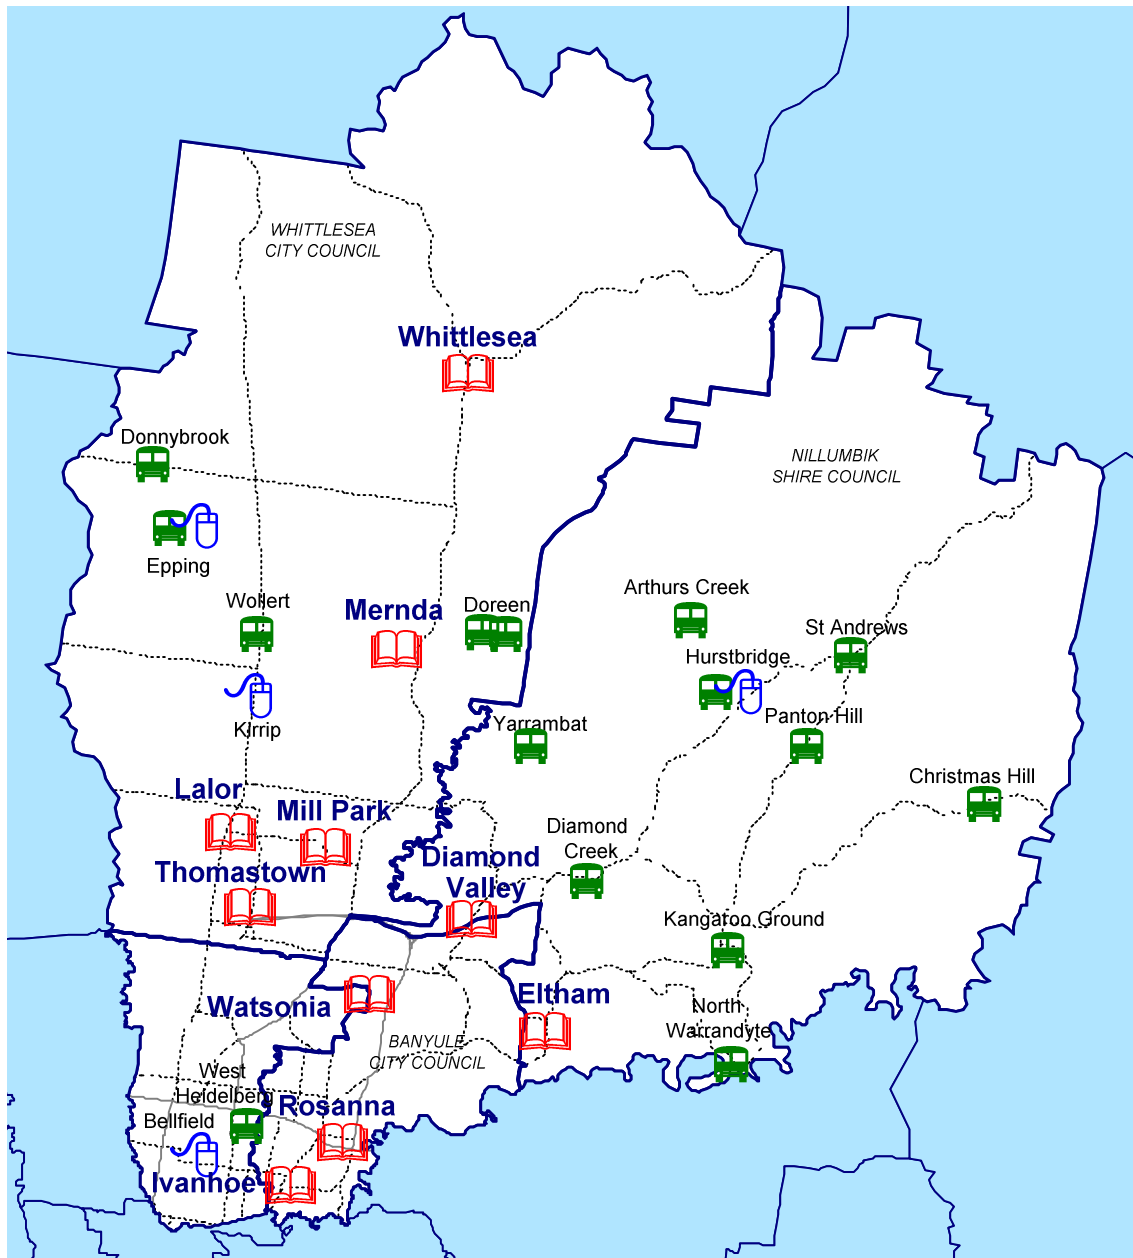 WHITTLESEA
CITY COUNCIL
Whittlesea
Donnybrook
NILLUMBIK
SHIRE COUNCIL
Epping
Arthurs Creek
Wollert
Mernda
Doreen
St Andrews
Hurstbridge
Kirrip
Yarrambat
Panton Hill
Christmas Hill
Lalor
Mill Park
Diamond
Creek
Diamond
Valley
Thomastown
Kangaroo Ground
Eltham
Watsonia
North
Warrandyte
BANYULE
CITY COUNCIL
West
Heidelberg
Rosanna
Bellfield
Ivanhoe